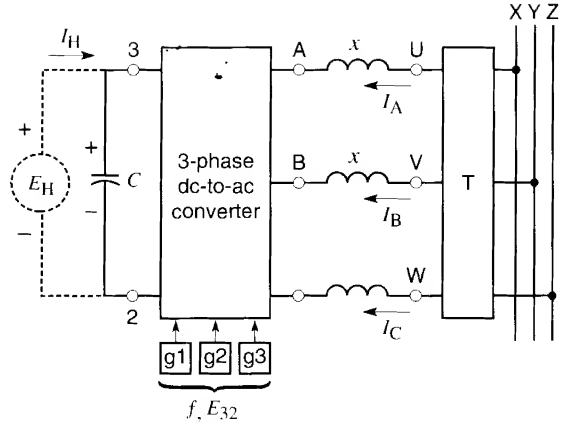 X Y Z
I_H
3
A
x
U
I_A
+
+
E_H
C
−
−
3-phase
dc-to-ac
converter
B
x
V
I_B
T
2
x
W
I_C
g1 g2 g3
f, E_32